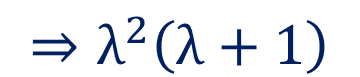 ⇒ λ²(λ + 1)